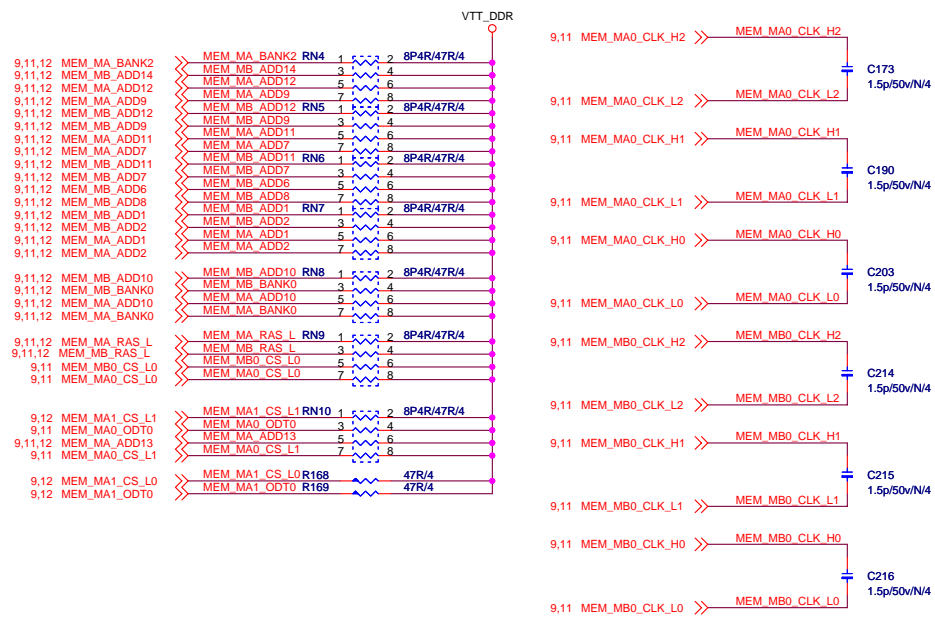 VTT_DDR
9,11,12 MEM_MA_BANK2 MEM_MA_BANK2 RN4 1 2 8P4R/47R/4
9,11,12 MEM_MB_ADD14 MEM_MB_ADD14 3 4
9,11,12 MEM_MA_ADD12 MEM_MA_ADD12 5 6
9,11,12 MEM_MA_ADD9 MEM_MA_ADD9 7 8
9,11,12 MEM_MB_ADD12 MEM_MB_ADD12 RN5 1 2 8P4R/47R/4
9,11,12 MEM_MB_ADD9 MEM_MB_ADD9 3 4
9,11,12 MEM_MA_ADD11 MEM_MA_ADD11 5 6
9,11,12 MEM_MA_ADD7 MEM_MA_ADD7 7 8
9,11,12 MEM_MB_ADD11 MEM_MB_ADD11 RN6 1 2 8P4R/47R/4
9,11,12 MEM_MB_ADD7 MEM_MB_ADD7 3 4
9,11,12 MEM_MB_ADD6 MEM_MB_ADD6 5 6
9,11,12 MEM_MB_ADD8 MEM_MB_ADD8 7 8
9,11,12 MEM_MB_ADD1 MEM_MB_ADD1 RN7 1 2 8P4R/47R/4
9,11,12 MEM_MB_ADD2 MEM_MB_ADD2 3 4
9,11,12 MEM_MA_ADD1 MEM_MA_ADD1 5 6
9,11,12 MEM_MA_ADD2 MEM_MA_ADD2 7 8
9,11,12 MEM_MB_ADD10 MEM_MB_ADD10 RN8 1 2 8P4R/47R/4
9,11,12 MEM_MB_BANK0 MEM_MB_BANK0 3 4
9,11,12 MEM_MA_ADD10 MEM_MA_ADD10 5 6
9,11,12 MEM_MA_BANK0 MEM_MA_BANK0 7 8
9,11,12 MEM_MA_RAS_L MEM_MA_RAS_L RN9 1 2 8P4R/47R/4
9,11,12 MEM_MB_RAS_L MEM_MB_RAS_L 3 4
9,11 MEM_MB0_CS_L0 MEM_MB0_CS_L0 5 6
9,11 MEM_MA0_CS_L0 MEM_MA0_CS_L0 7 8
9,12 MEM_MA1_CS_L1 MEM_MA1_CS_L1 RN10 1 2 8P4R/47R/4
9,11 MEM_MA0_ODT0 MEM_MA0_ODT0 3 4
9,11,12 MEM_MA_ADD13 MEM_MA_ADD13 5 6
9,11 MEM_MA0_CS_L1 MEM_MA0_CS_L1 7 8
9,12 MEM_MA1_CS_L0 MEM_MA1_CS_L0 R168 47R/4
9,12 MEM_MA1_ODT0 MEM_MA1_ODT0 R169 47R/4
9,11 MEM_MA0_CLK_H2 MEM_MA0_CLK_H2
C173
1.5p/50v/N/4
9,11 MEM_MA0_CLK_L2 MEM_MA0_CLK_L2
9,11 MEM_MA0_CLK_H1 MEM_MA0_CLK_H1
C190
1.5p/50v/N/4
9,11 MEM_MA0_CLK_L1 MEM_MA0_CLK_L1
9,11 MEM_MA0_CLK_H0 MEM_MA0_CLK_H0
C203
1.5p/50v/N/4
9,11 MEM_MA0_CLK_L0 MEM_MA0_CLK_L0
9,11 MEM_MB0_CLK_H2 MEM_MB0_CLK_H2
C214
1.5p/50v/N/4
9,11 MEM_MB0_CLK_L2 MEM_MB0_CLK_L2
9,11 MEM_MB0_CLK_H1 MEM_MB0_CLK_H1
C215
1.5p/50v/N/4
9,11 MEM_MB0_CLK_L1 MEM_MB0_CLK_L1
9,11 MEM_MB0_CLK_H0 MEM_MB0_CLK_H0
C216
1.5p/50v/N/4
9,11 MEM_MB0_CLK_L0 MEM_MB0_CLK_L0